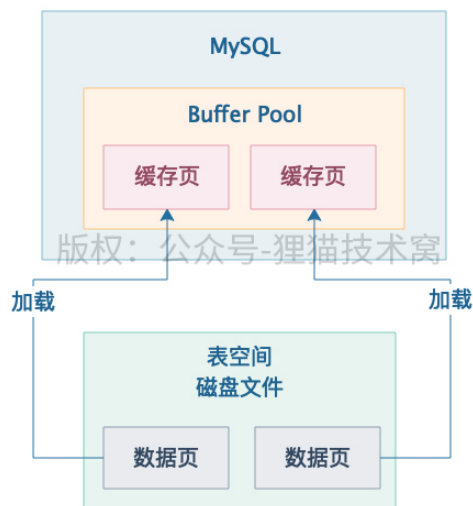 MySQL
Buffer Pool
缓存页 缓存页
版权：公众号-狸猫技术窝
加载 加载
表空间
磁盘文件
数据页 数据页